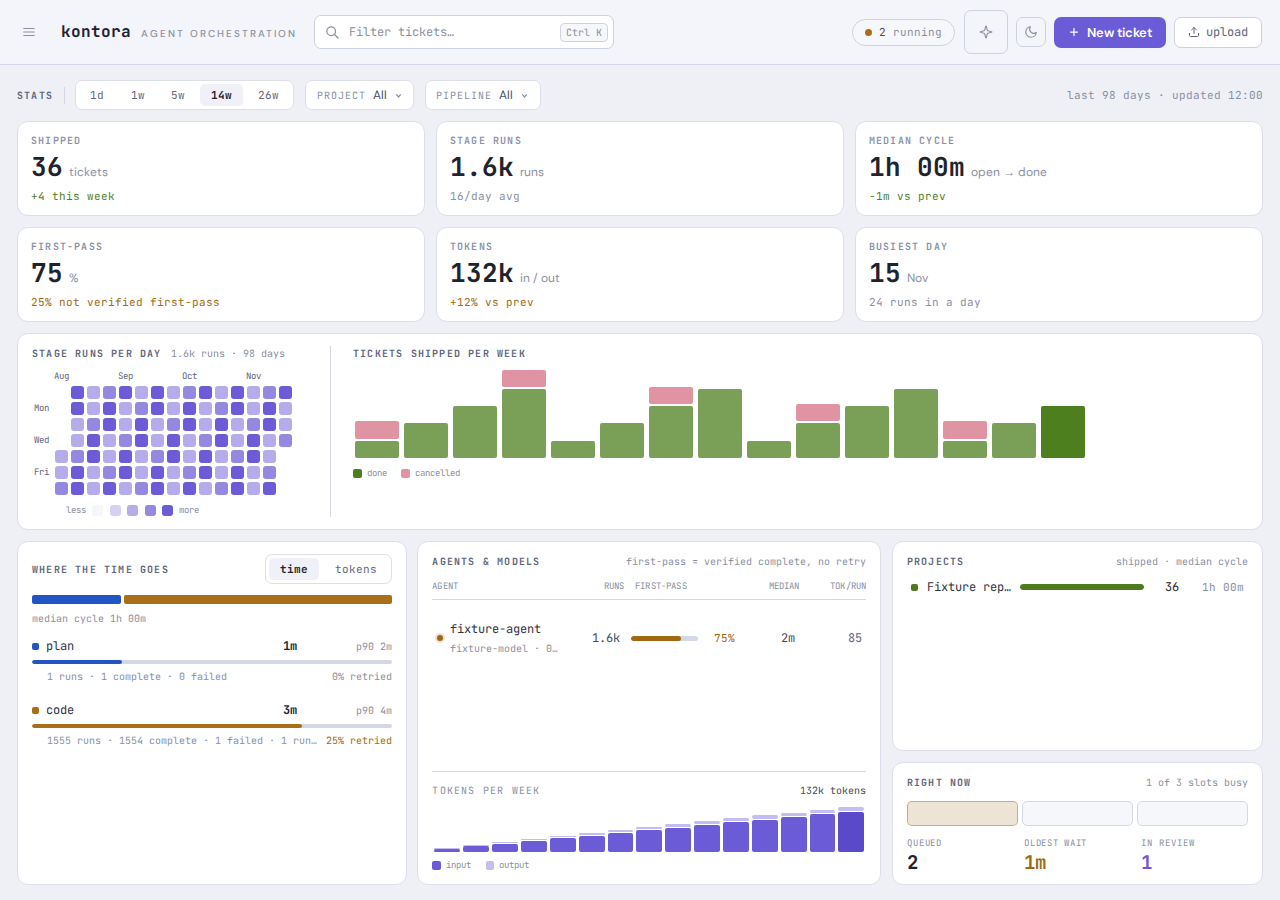 kontora AGENT ORCHESTRATION Filter tickets… Ctrl K 2 running New ticket upload
STATS 1d 1w 5w 14w 26w PROJECT All PIPELINE All last 98 days · updated 12:00
SHIPPED
36 tickets
+4 this week
STAGE RUNS
1.6k runs
16/day avg
MEDIAN CYCLE
1h 00m open → done
-1m vs prev
FIRST-PASS
75 %
25% not verified first-pass
TOKENS
132k in / out
+12% vs prev
BUSIEST DAY
15 Nov
24 runs in a day
STAGE RUNS PER DAY 1.6k runs · 98 days
Aug Sep Oct Nov
Mon
Wed
Fri
less more
TICKETS SHIPPED PER WEEK
done cancelled
WHERE THE TIME GOES time tokens
median cycle 1h 00m
plan 1m p90 2m
1 runs · 1 complete · 0 failed 0% retried
code 3m p90 4m
1555 runs · 1554 complete · 1 failed · 1 run… 25% retried
AGENTS & MODELS first-pass = verified complete, no retry
AGENT RUNS FIRST-PASS MEDIAN TOK/RUN
fixture-agent 1.6k 75% 2m 85
fixture-model · 0…
TOKENS PER WEEK 132k tokens
input output
PROJECTS shipped · median cycle
Fixture rep… 36 1h 00m
RIGHT NOW 1 of 3 slots busy
QUEUED OLDEST WAIT IN REVIEW
2 1m 1